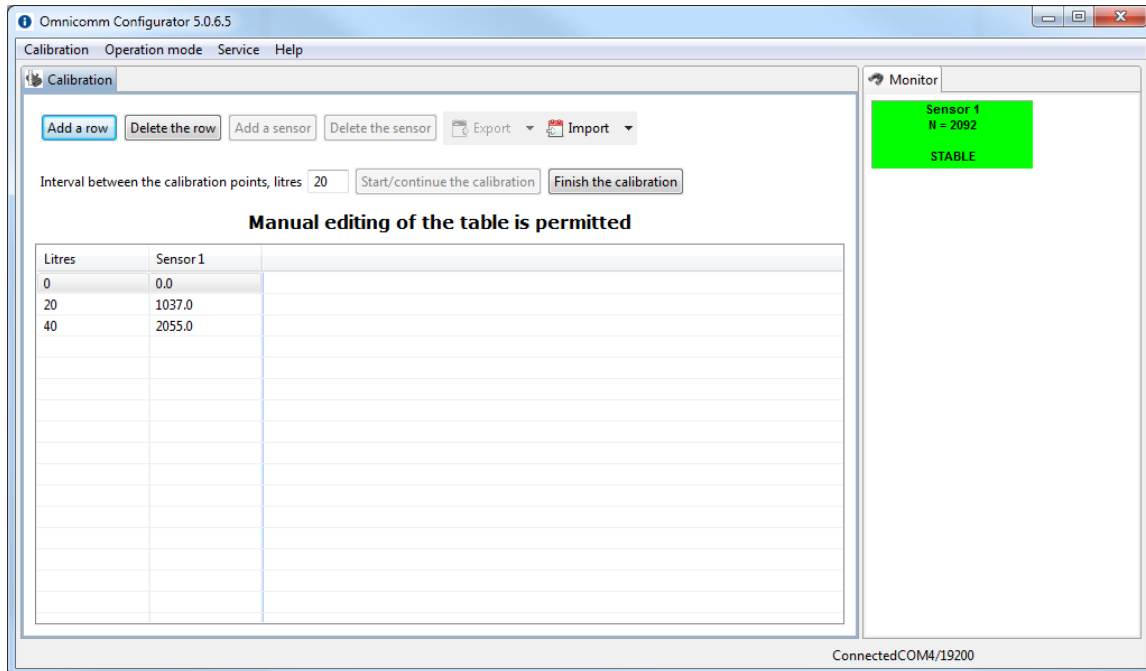 Omnicomm Configurator 5.0.6.5
Calibration Operation mode Service Help
Calibration
Monitor
Add a row Delete the row Add a sensor Delete the sensor Export Import
Sensor 1
N = 2092
STABLE
Interval between the calibration points, litres 20 Start/continue the calibration Finish the calibration
Manual editing of the table is permitted
Litres Sensor 1
0 0.0
20 1037.0
40 2055.0
ConnectedCOM4/19200